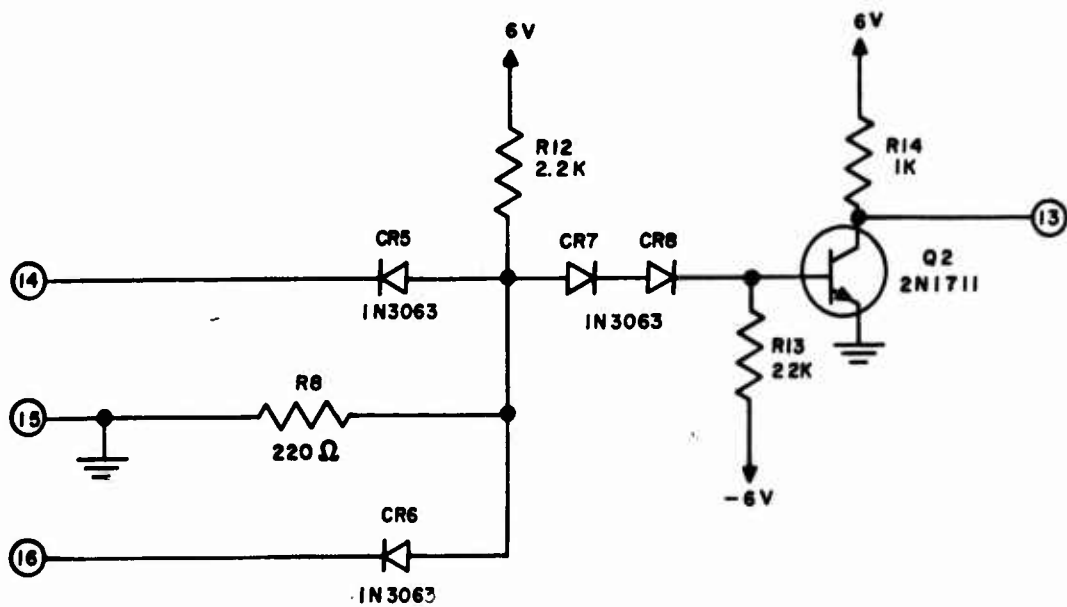 6V
6V
R12
2.2K
R14
1K
13
CR5
CR7
CR8
Q2
2N1711
14
1N3063
1N3063
R13
22K
R8
15
220 Ω
-6V
CR6
16
1N3063